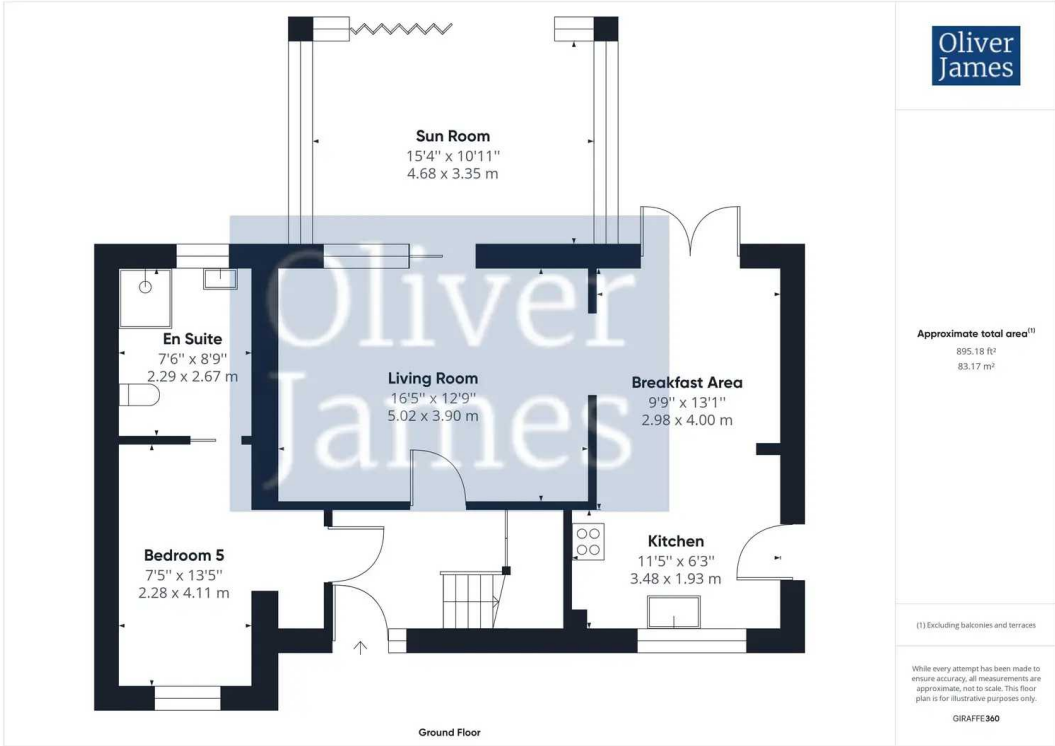 Oliver
James
Sun Room
15'4'' x 10'11''
4.68 x 3.35 m
Oliver
James
En Suite
7'6'' x 8'9''
2.29 x 2.67 m
Living Room
16'5'' x 12'9''
5.02 x 3.90 m
Breakfast Area
9'9'' x 13'1''
2.98 x 4.00 m
Bedroom 5
7'5'' x 13'5''
2.28 x 4.11 m
Kitchen
11'5'' x 6'3''
3.48 x 1.93 m
Ground Floor
Approximate total area(1)
895.18 ft²
83.17 m²
(1) Excluding balconies and terraces
While every attempt has been made to
ensure accuracy, all measurements are
approximate, not to scale. This floor
plan is for illustrative purposes only.
GIRAFFE360